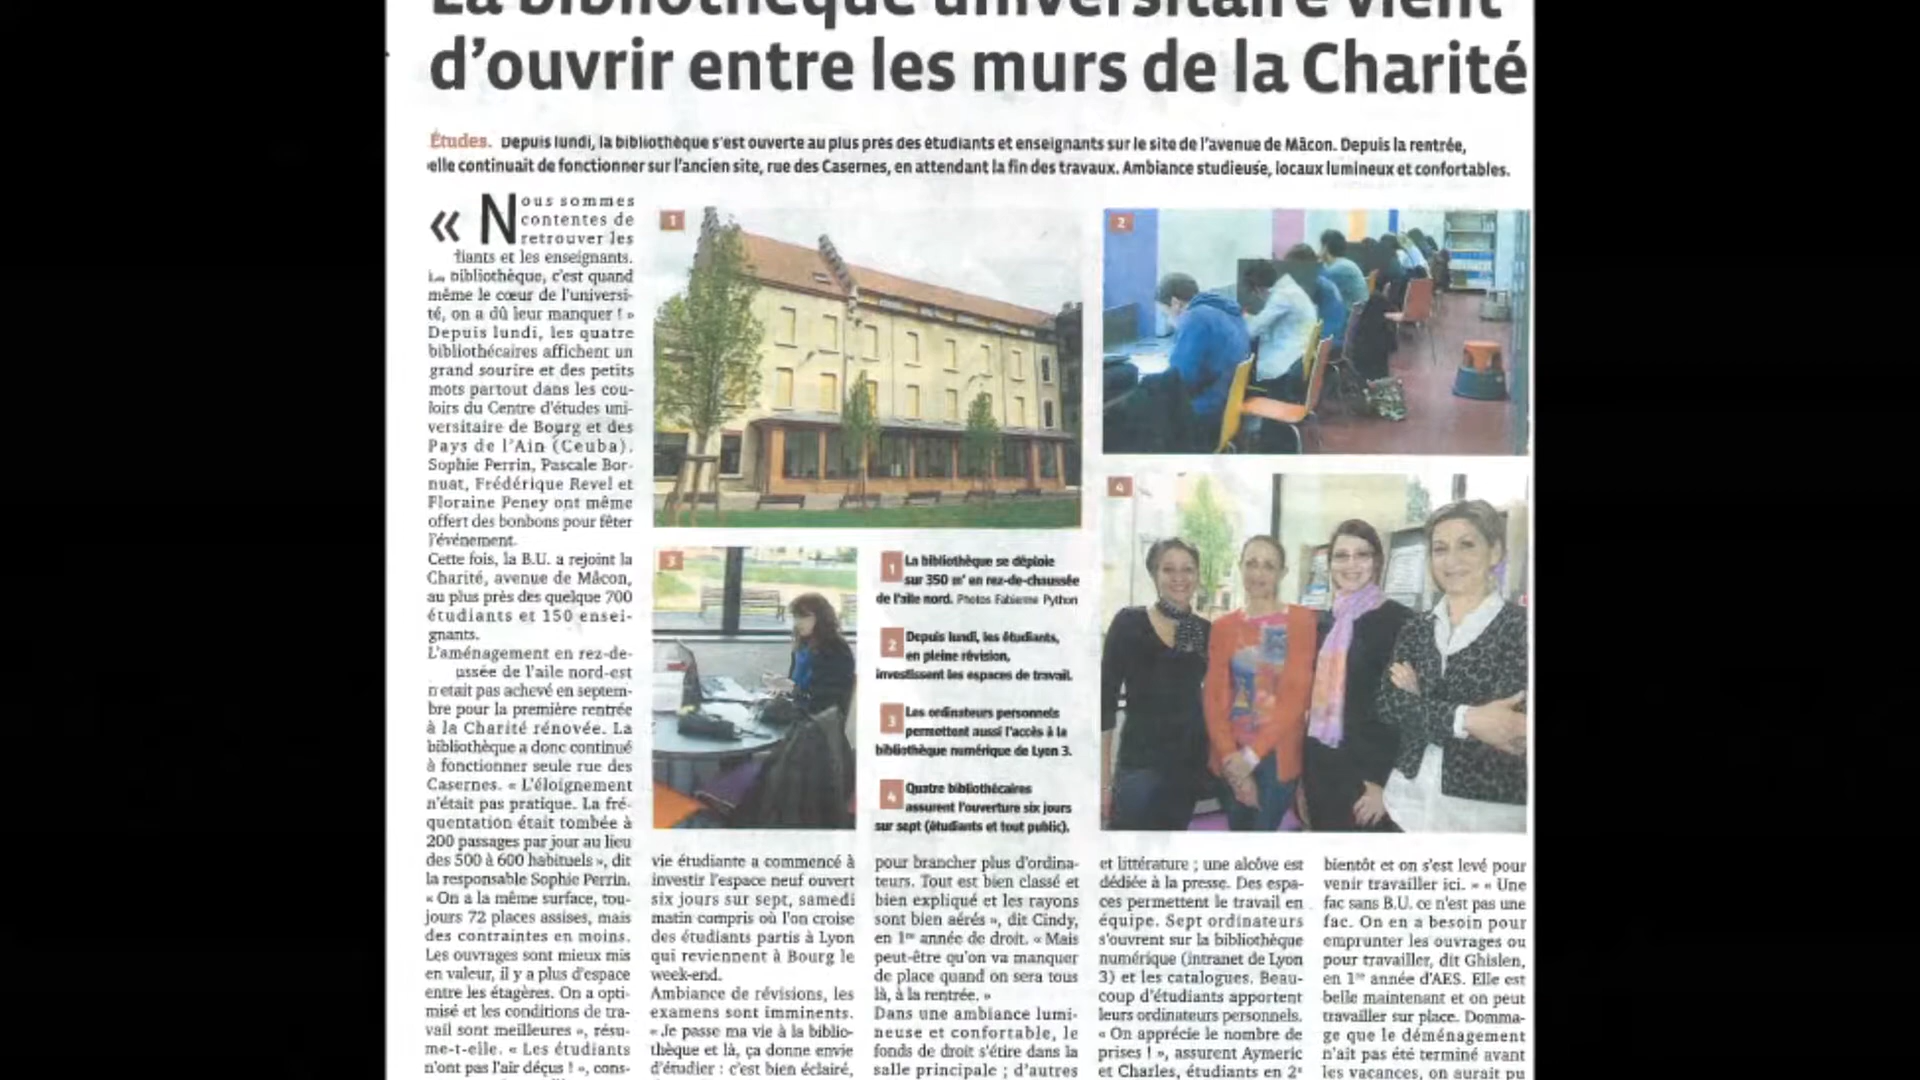 La bibliothèque universitaire vient
d'ouvrir entre les murs de la Charité
Études. Depuis lundi, la bibliothèque s'est ouverte au plus près des étudiants et enseignants sur le site de l'avenue de Mâcon. Depuis la rentrée,
elle continuait de fonctionner sur l'ancien site, rue des Casernes, en attendant la fin des travaux. Ambiance studieuse, locaux lumineux et confortables.
« Nous sommes
contentes de
retrouver les
tiants et les enseignants.
La bibliothèque, c'est quand
même le cœur de l'universi-
té, on a dû leur manquer ! »
Depuis lundi, les quatre
bibliothécaires affichent un
grand sourire et des petits
mots partout dans les cou-
loirs du Centre d'études uni-
versitaire de Bourg et des
Pays de l'Ain (Ceuba).
Sophie Perrin, Pascale Bor-
nuat, Frédérique Revel et
Floraine Peney ont même
offert des bonbons pour fêter
l'événement.
Cette fois, la B.U. a rejoint la
Charité, avenue de Mâcon,
au plus près des quelque 700
étudiants et 150 ensei-
gnants.
L'aménagement en rez-de-
ussée de l'aile nord-est
n'était pas achevé en septem-
bre pour la première rentrée
à la Charité rénovée. La
bibliothèque a donc continué
à fonctionner seule rue des
Casernes. « L'éloignement
n'était pas pratique. La fré-
quentation était tombée à
200 passages par jour au lieu
des 500 à 600 habituels », dit
la responsable Sophie Perrin.
« On a la même surface, tou-
jours 72 places assises, mais
des contraintes en moins.
Les ouvrages sont mieux mis
en valeur, il y a plus d'espace
entre les étagères. On a opti-
misé et les conditions de tra-
vail sont meilleures », résu-
me-t-elle. « Les étudiants
n'ont pas l'air déçus ! », cons-
1
2
3
4
1 La bibliothèque se déploie
sur 350 m² en rez-de-chaussée
de l'aile nord. Photos Fabienne Python
2 Depuis lundi, les étudiants,
en pleine révision,
investissent les espaces de travail.
3 Les ordinateurs personnels
permettent aussi l'accès à la
bibliothèque numérique de Lyon 3.
4 Quatre bibliothécaires
assurent l'ouverture six jours
sur sept (étudiants et tout public).
vie étudiante a commencé à
investir l'espace neuf ouvert
six jours sur sept, samedi
matin compris où l'on croise
des étudiants partis à Lyon
qui reviennent à Bourg le
week-end.
Ambiance de révisions, les
examens sont imminents.
« Je passe ma vie à la biblio-
thèque et là, ça donne envie
d'étudier : c'est bien éclairé,
pour brancher plus d'ordina-
teurs. Tout est bien classé et
bien expliqué et les rayons
sont bien aérés », dit Cindy,
en 1re année de droit. « Mais
peut-être qu'on va manquer
de place quand on sera tous
là, à la rentrée. »
Dans une ambiance lumi-
neuse et confortable, le
fonds de droit s'étire dans la
salle principale ; d'autres
et littérature ; une alcôve est
dédiée à la presse. Des espa-
ces permettent le travail en
équipe. Sept ordinateurs
s'ouvrent sur la bibliothèque
numérique (intranet de Lyon
3) et les catalogues. Beau-
coup d'étudiants apportent
leurs ordinateurs personnels.
« On apprécie le nombre de
prises ! », assurent Aymeric
et Charles, étudiants en 2e
bientôt et on s'est levé pour
venir travailler ici. » « Une
fac sans B.U. ce n'est pas une
fac. On en a besoin pour
emprunter les ouvrages ou
pour travailler, dit Ghislen,
en 1re année d'AES. Elle est
belle maintenant et on peut
travailler sur place. Domma-
ge que le déménagement
n'ait pas été terminé avant
les vacances, on aurait pu